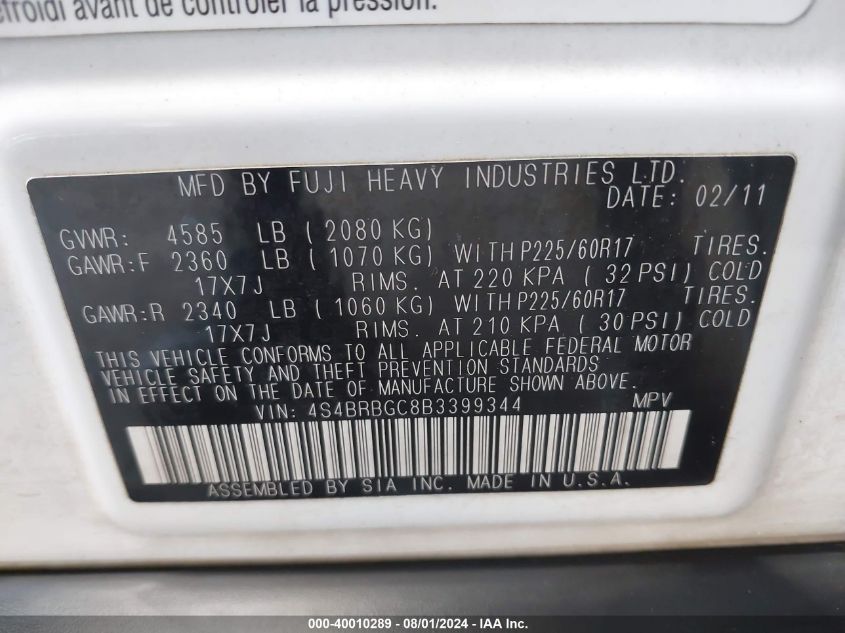 efroidi avant de contrôler la pression.
MFD BY FUJI HEAVY INDUSTRIES LTD.
DATE: 02/11
GVWR: 4585 LB ( 2080 KG)
GAWR:F 2360 LB ( 1070 KG) WITH P225/60R17 TIRES.
17X7J RIMS. AT 220 KPA ( 32 PSI) COLD
GAWR:R 2340 LB ( 1060 KG) WITH P225/60R17 TIRES.
17X7J RIMS. AT 210 KPA ( 30 PSI) COLD
THIS VEHICLE CONFORMS TO ALL APPLICABLE FEDERAL MOTOR
VEHICLE SAFETY AND THEFT PREVENTION STANDARDS
IN EFFECT ON THE DATE OF MANUFACTURE SHOWN ABOVE.
VIN: 4S4BRBGC8B3399344 MPV
ASSEMBLED BY SIA INC. MADE IN U.S.A.
000-40010289 - 08/01/2024 - IAA Inc.